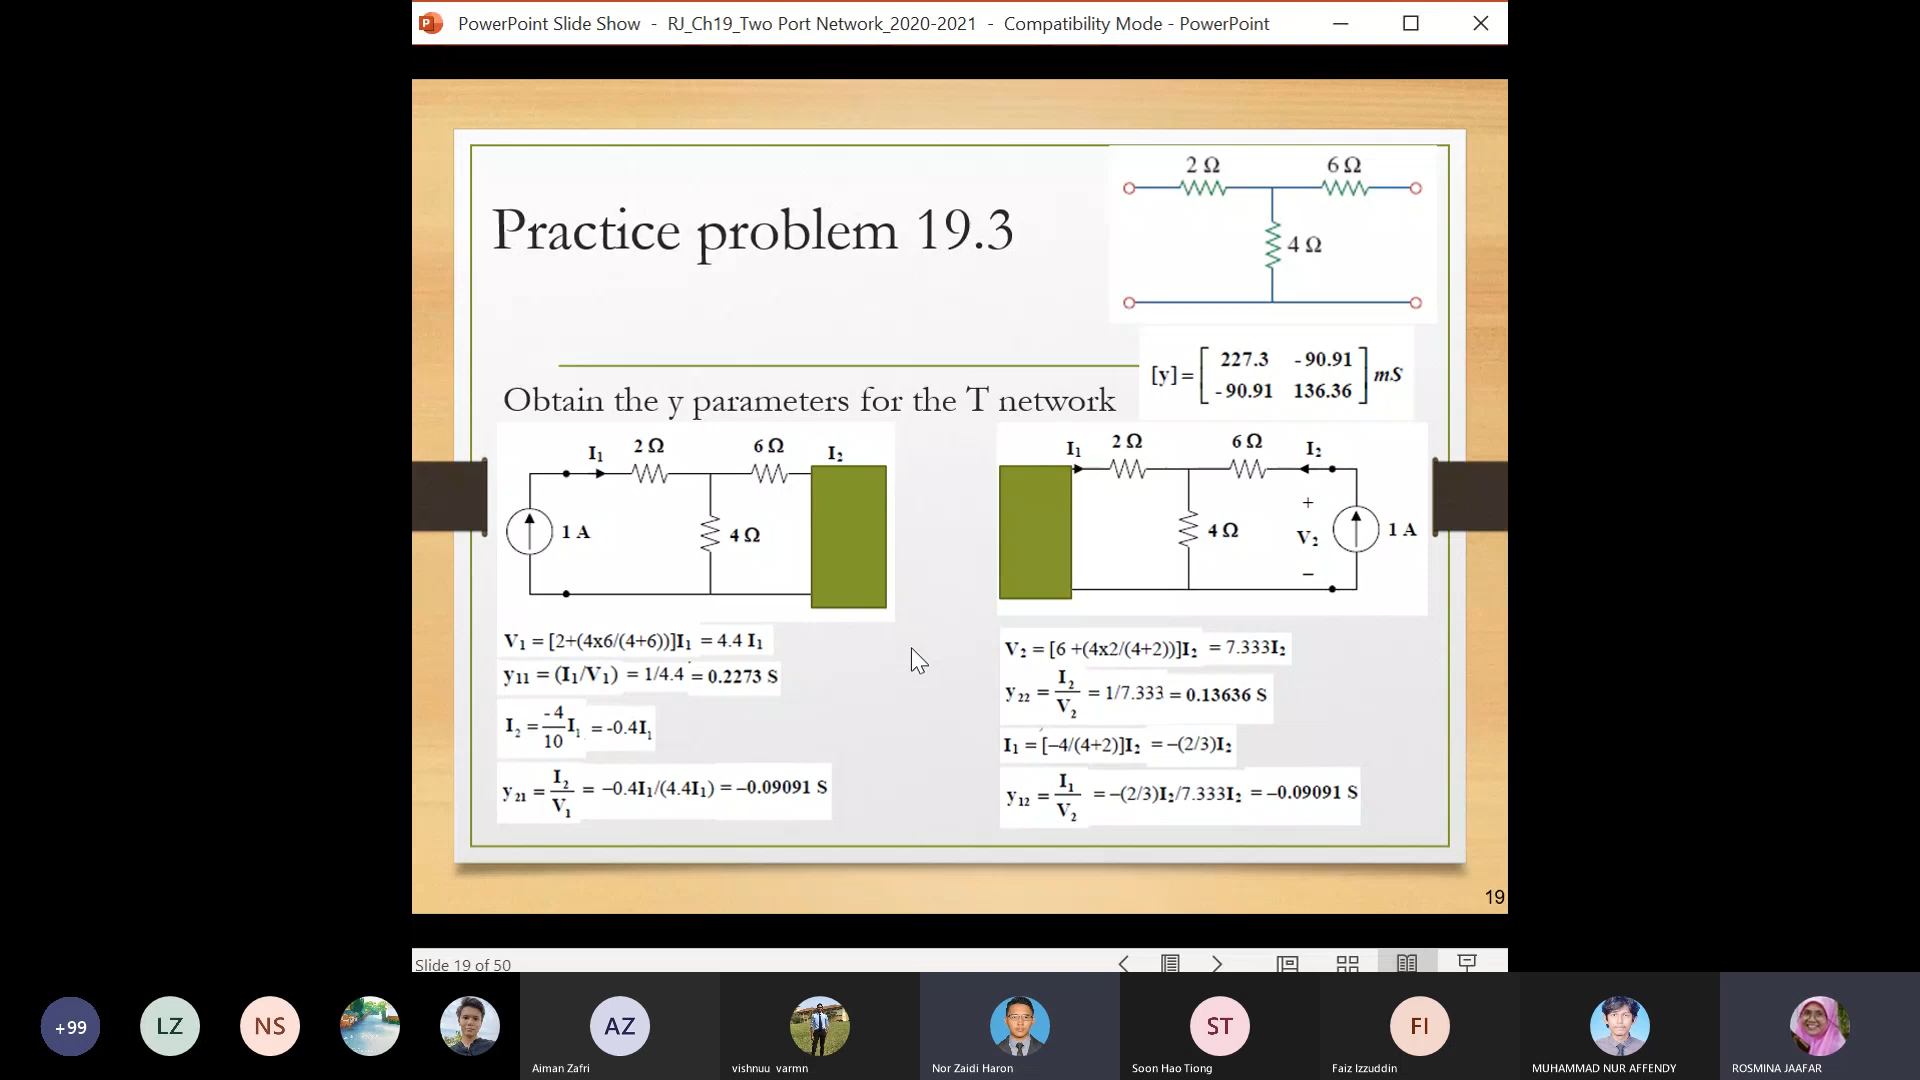 PowerPoint Slide Show - RJ_Ch19_Two Port Network_2020-2021 - Compatibility Mode - PowerPoint
Practice problem 19.3
2 Ω 6 Ω
4 Ω
[y] = [ 227.3 - 90.91
- 90.91 136.36 ] mS
Obtain the y parameters for the T network
I₁ 2 Ω 6 Ω I₂
1 A 4 Ω
V₁ = [2+(4x6/(4+6))]I₁ = 4.4 I₁
y₁₁ = (I₁/V₁) = 1/4.4 = 0.2273 S
I₂ = -4/10 I₁ = -0.4I₁
y₂₁ = I₂/V₁ = –0.4I₁/(4.4I₁) = –0.09091 S
I₁ 2 Ω 6 Ω I₂
+
4 Ω V₂ 1 A
–
V₂ = [6 +(4x2/(4+2))]I₂ = 7.333I₂
y₂₂ = I₂/V₂ = 1/7.333 = 0.13636 S
I₁ = [–4/(4+2)]I₂ = –(2/3)I₂
y₁₂ = I₁/V₂ = –(2/3)I₂/7.333I₂ = –0.09091 S
19
Slide 19 of 50
+99 LZ NS AZ ST FI
Aiman Zafri vishnuu varmn Nor Zaidi Haron Soon Hao Tiong Faiz Izzuddin MUHAMMAD NUR AFFENDY ROSMINA JAAFAR